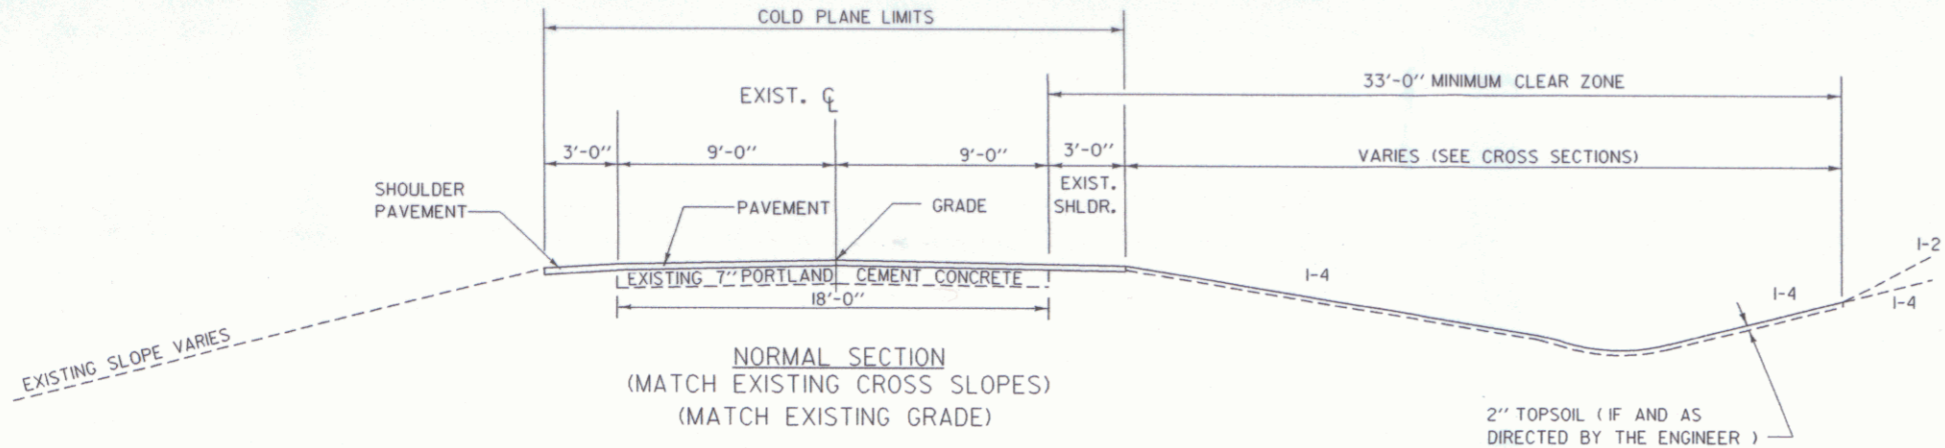 COLD PLANE LIMITS
33'-0" MINIMUM CLEAR ZONE
EXIST. ℄
3'-0"
9'-0"
9'-0"
3'-0"
VARIES (SEE CROSS SECTIONS)
EXIST.
SHLDR.
SHOULDER
PAVEMENT
PAVEMENT
GRADE
EXISTING 7" PORTLAND CEMENT CONCRETE
18'-0"
1-4
1-4
1-2
1-4
EXISTING SLOPE VARIES
NORMAL SECTION
(MATCH EXISTING CROSS SLOPES)
(MATCH EXISTING GRADE)
2" TOPSOIL (IF AND AS
DIRECTED BY THE ENGINEER )